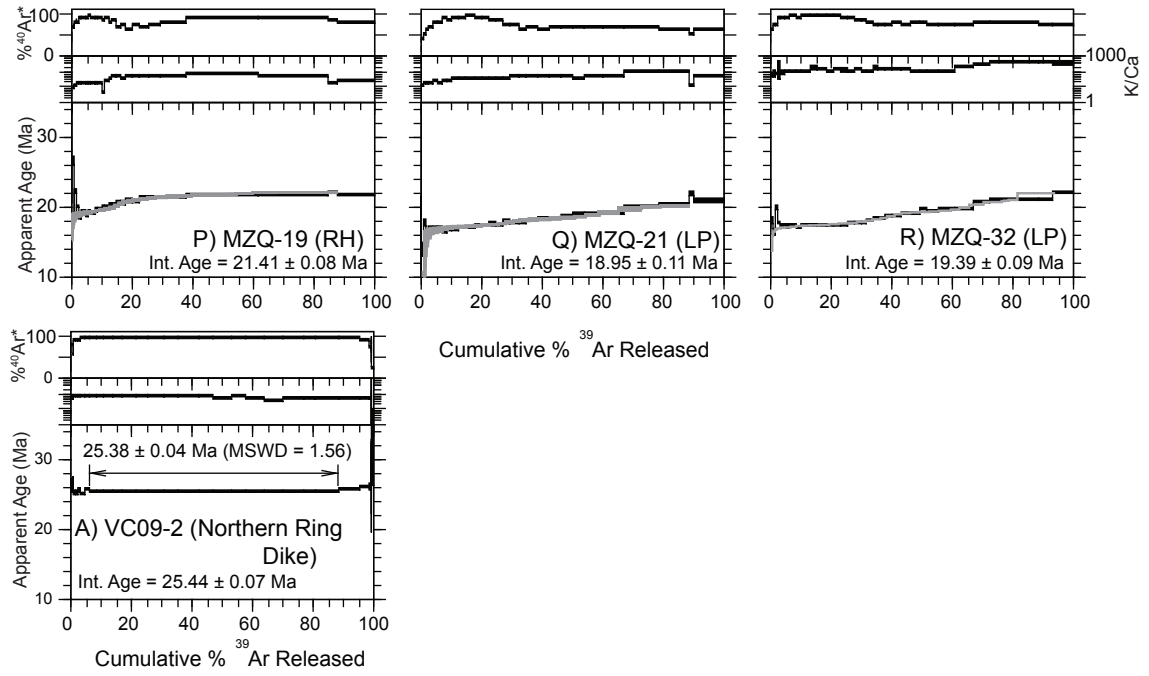 %⁴⁰Ar*
100
0
1000
1
K/Ca
Apparent Age (Ma)
30
20
10
P) MZQ-19 (RH)
Int. Age = 21.41 ± 0.08 Ma
Q) MZQ-21 (LP)
Int. Age = 18.95 ± 0.11 Ma
R) MZQ-32 (LP)
Int. Age = 19.39 ± 0.09 Ma
0 20 40 60 80 100
0 20 40 60 80 100
0 20 40 60 80 100
Cumulative % ³⁹Ar Released
%⁴⁰Ar*
100
0
Apparent Age (Ma)
30
20
10
25.38 ± 0.04 Ma (MSWD = 1.56)
A) VC09-2 (Northern Ring
Dike)
Int. Age = 25.44 ± 0.07 Ma
0 20 40 60 80 100
Cumulative % ³⁹Ar Released